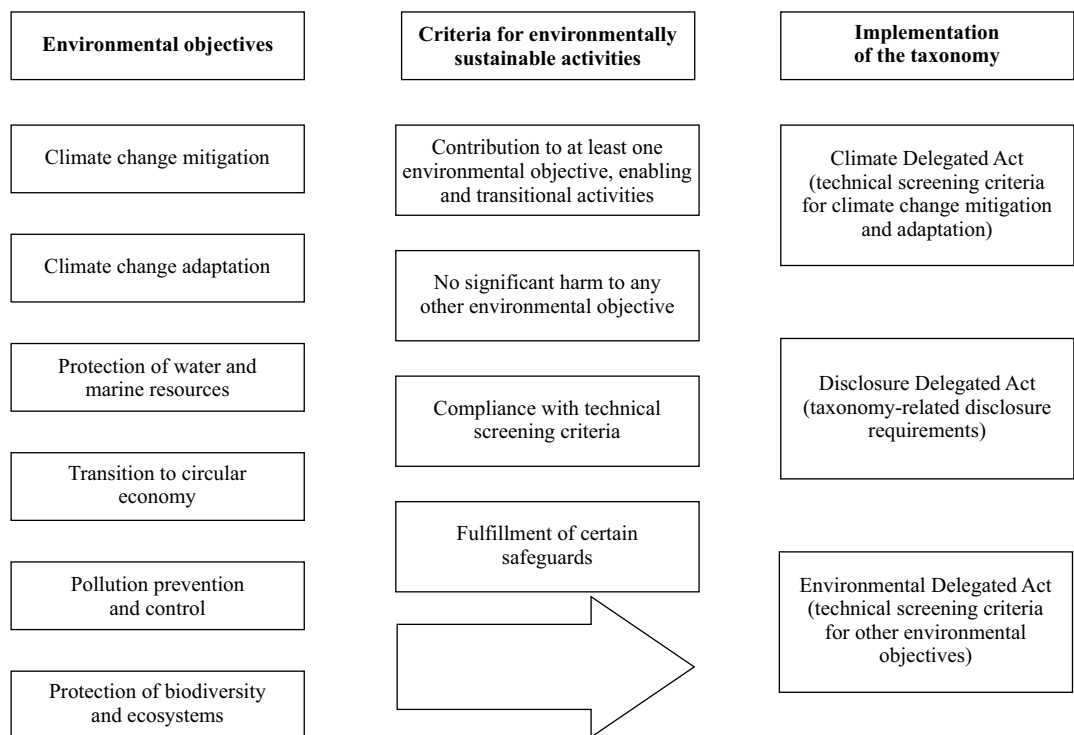 Environmental objectives
Climate change mitigation
Climate change adaptation
Protection of water and
marine resources
Transition to circular
economy
Pollution prevention
and control
Protection of biodiversity
and ecosystems
Criteria for environmentally
sustainable activities
Contribution to at least one
environmental objective, enabling
and transitional activities
No significant harm to any
other environmental objective
Compliance with technical
screening criteria
Fulfillment of certain
safeguards
Implementation
of the taxonomy
Climate Delegated Act
(technical screening criteria
for climate change mitigation
and adaptation)
Disclosure Delegated Act
(taxonomy-related disclosure
requirements)
Environmental Delegated Act
(technical screening criteria
for other environmental
objectives)